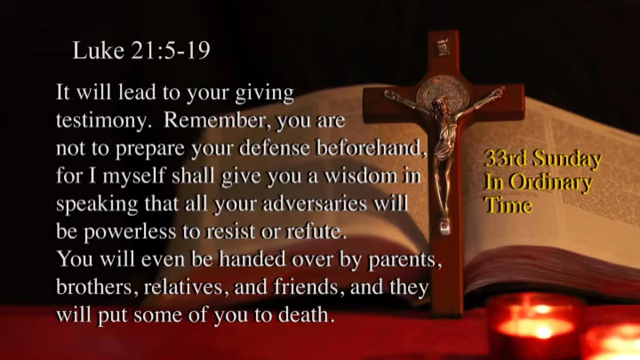 Luke 21:5-19
It will lead to your giving
testimony.  Remember, you are
not to prepare your defense beforehand,
for I myself shall give you a wisdom in
speaking that all your adversaries will
be powerless to resist or refute.
You will even be handed over by parents,
brothers, relatives, and friends, and they
will put some of you to death.
33rd Sunday
In Ordinary
Time